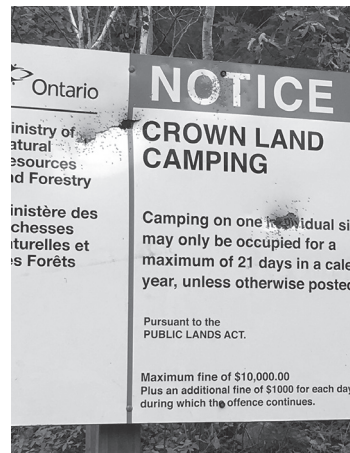 Ontario
inistry of
atural
esources
nd Forestry
inistère des
chesses
turelles et
s Forêts
NOTICE
CROWN LAND
CAMPING
Camping on one individual si
may only be occupied for a
maximum of 21 days in a cale
year, unless otherwise posted
Pursuant to the
PUBLIC LANDS ACT.
Maximum fine of $10,000.00
Plus an additional fine of $1000 for each day
during which the offence continues.